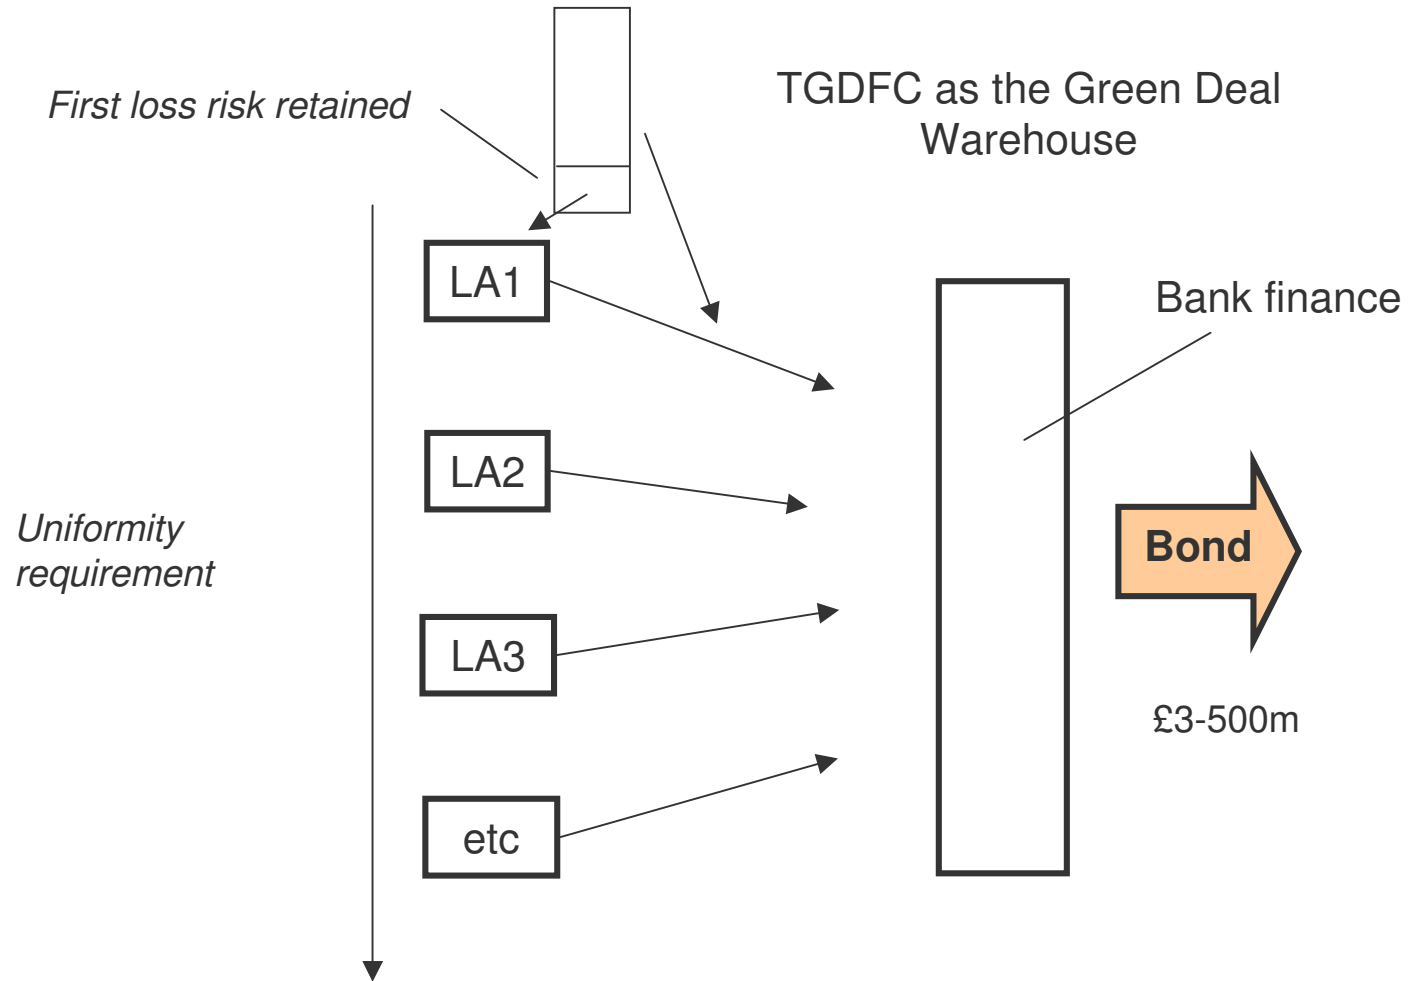 First loss risk retained
TGDFC as the Green Deal
Warehouse
LA1
Bank finance
LA2
Uniformity
requirement
Bond
LA3
£3-500m
etc